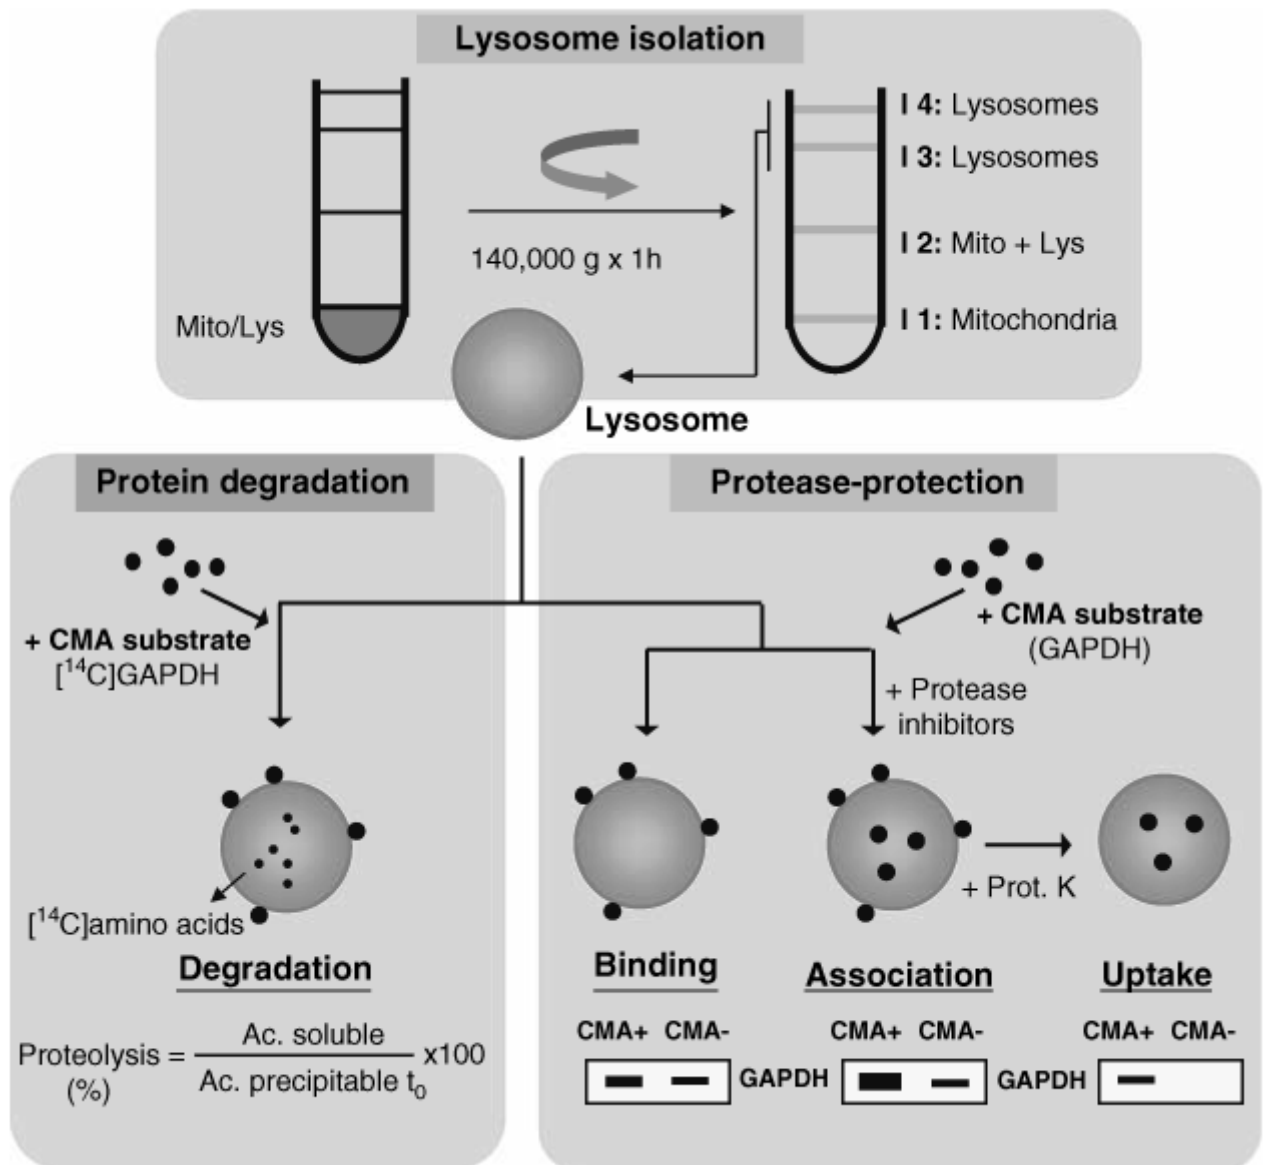 Lysosome isolation
I 4: Lysosomes
I 3: Lysosomes
I 2: Mito + Lys
I 1: Mitochondria
140,000 g x 1h
Mito/Lys
Lysosome
Protein degradation
+ CMA substrate
[¹⁴C]GAPDH
[¹⁴C]amino acids
Degradation
Proteolysis = Ac. soluble / Ac. precipitable t₀ x100
(%)
Protease-protection
+ CMA substrate
(GAPDH)
+ Protease
inhibitors
+ Prot. K
Binding
Association
Uptake
CMA+ CMA-
CMA+ CMA-
CMA+ CMA-
GAPDH
GAPDH